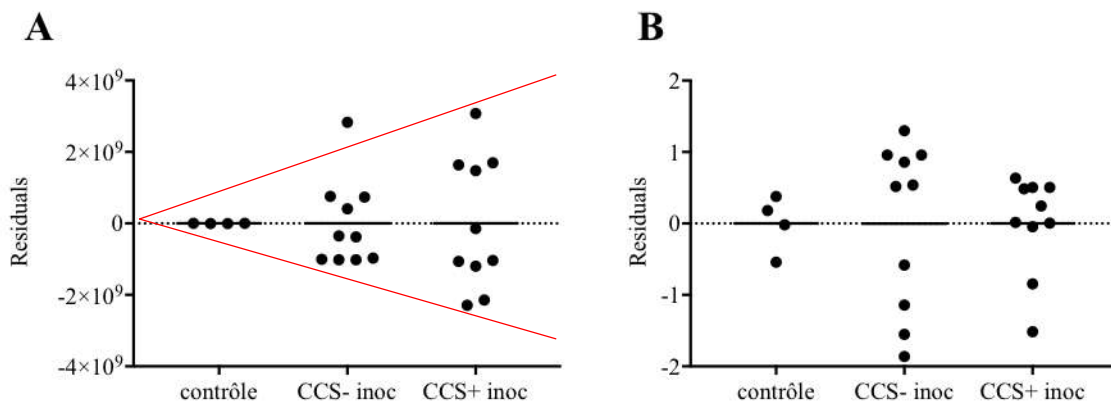 A
Residuals
4×10⁹
2×10⁹
0
-2×10⁹
-4×10⁹
contrôle CCS- inoc CCS+ inoc
B
Residuals
2
1
0
-1
-2
contrôle CCS- inoc CCS+ inoc